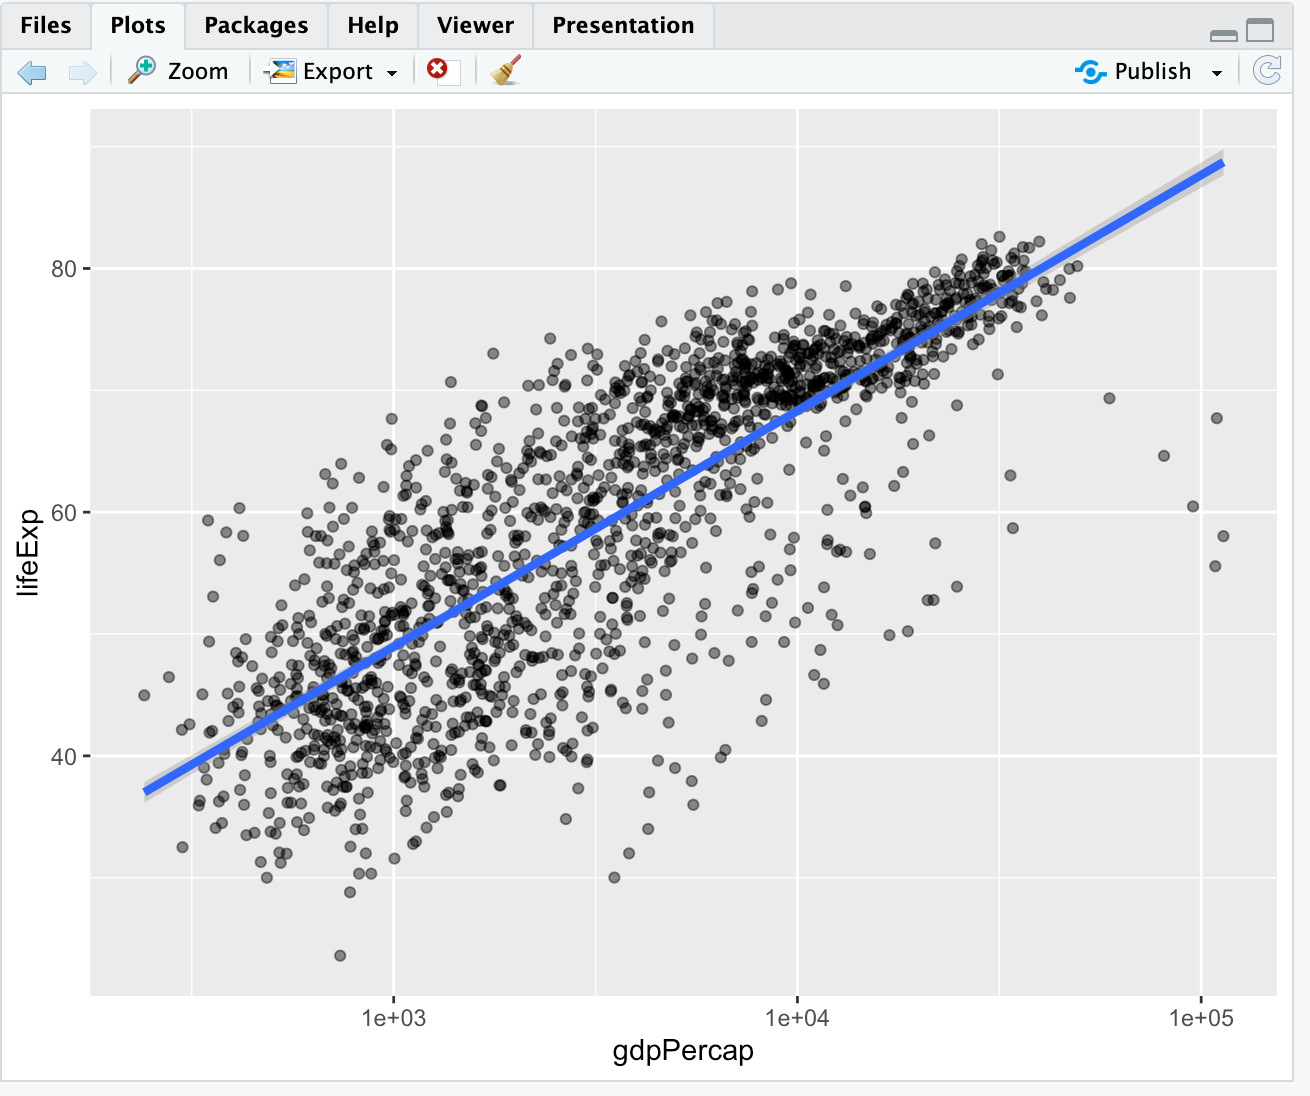 Files Plots Packages Help Viewer Presentation
Zoom Export Publish
80
60
40
lifeExp
1e+03 1e+04 1e+05
gdpPercap